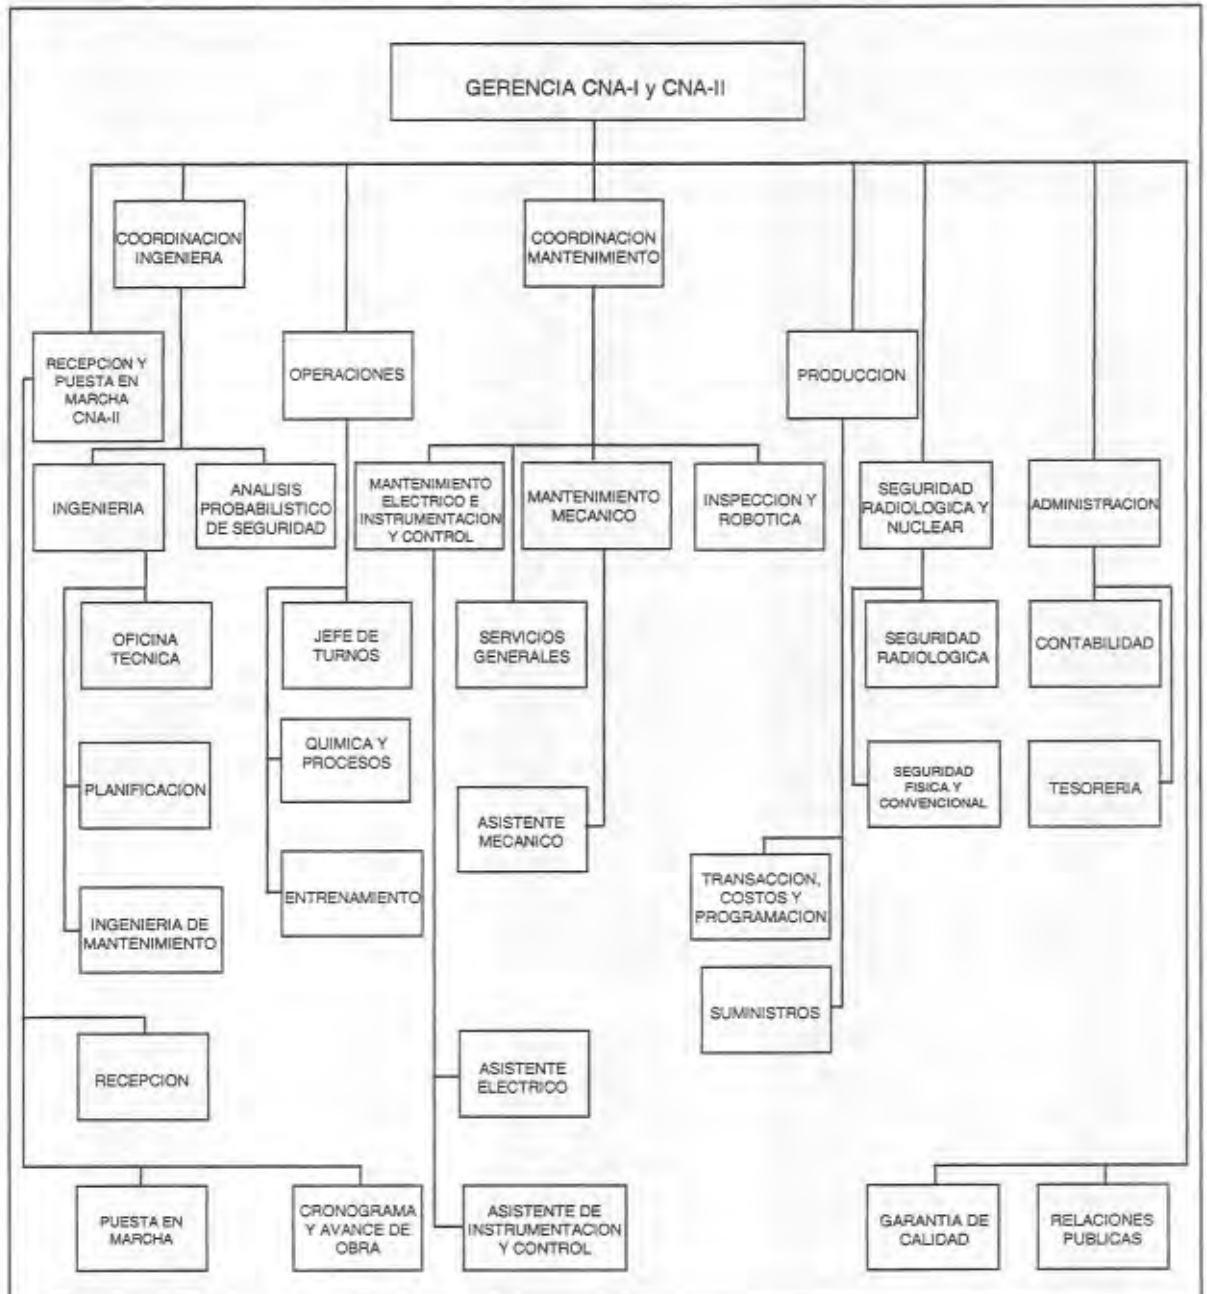 GERENCIA CNA-I y CNA-II
COORDINACION
INGENIERA
COORDINACION
MANTENIMIENTO
RECEPCION Y
PUESTA EN
MARCHA
CNA-II
OPERACIONES
PRODUCCION
INGENIERIA
ANALISIS
PROBABILISTICO
DE SEGURIDAD
MANTENIMIENTO
ELECTRICO E
INSTRUMENTACION
Y CONTROL
MANTENIMIENTO
MECANICO
INSPECCION Y
ROBOTICA
SEGURIDAD
RADIOLOGICA Y
NUCLEAR
ADMINISTRACION
OFICINA
TECNICA
JEFE DE
TURNOS
SERVICIOS
GENERALES
SEGURIDAD
RADIOLOGICA
CONTABILIDAD
PLANIFICACION
QUIMICA Y
PROCESOS
ASISTENTE
MECANICO
SEGURIDAD
FISICA Y
CONVENCIONAL
TESORERIA
INGENIERIA DE
MANTENIMIENTO
ENTRENAMIENTO
TRANSACCION,
COSTOS Y
PROGRAMACION
SUMINISTROS
RECEPCION
ASISTENTE
ELECTRICO
PUESTA EN
MARCHA
CRONOGRAMA
Y AVANCE DE
OBRA
ASISTENTE DE
INSTRUMENTACION
Y CONTROL
GARANTIA DE
CALIDAD
RELACIONES
PUBLICAS